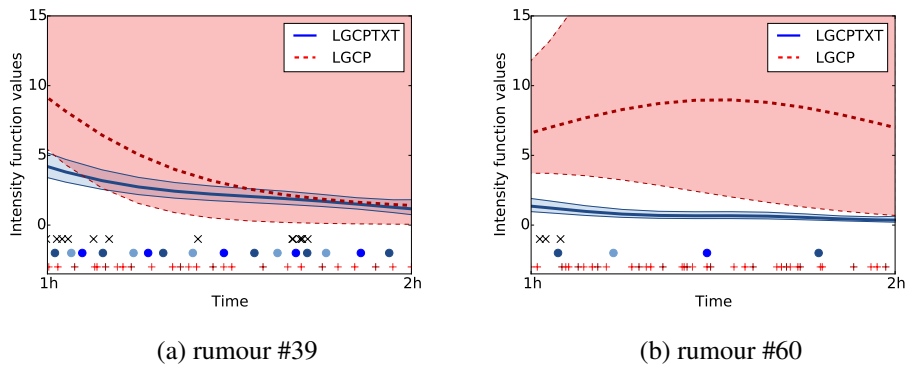 15
10
5
0
Intensity function values
LGCPTXT
LGCP
1h
2h
Time
(a) rumour #39
15
10
5
0
Intensity function values
LGCPTXT
LGCP
1h
2h
Time
(b) rumour #60